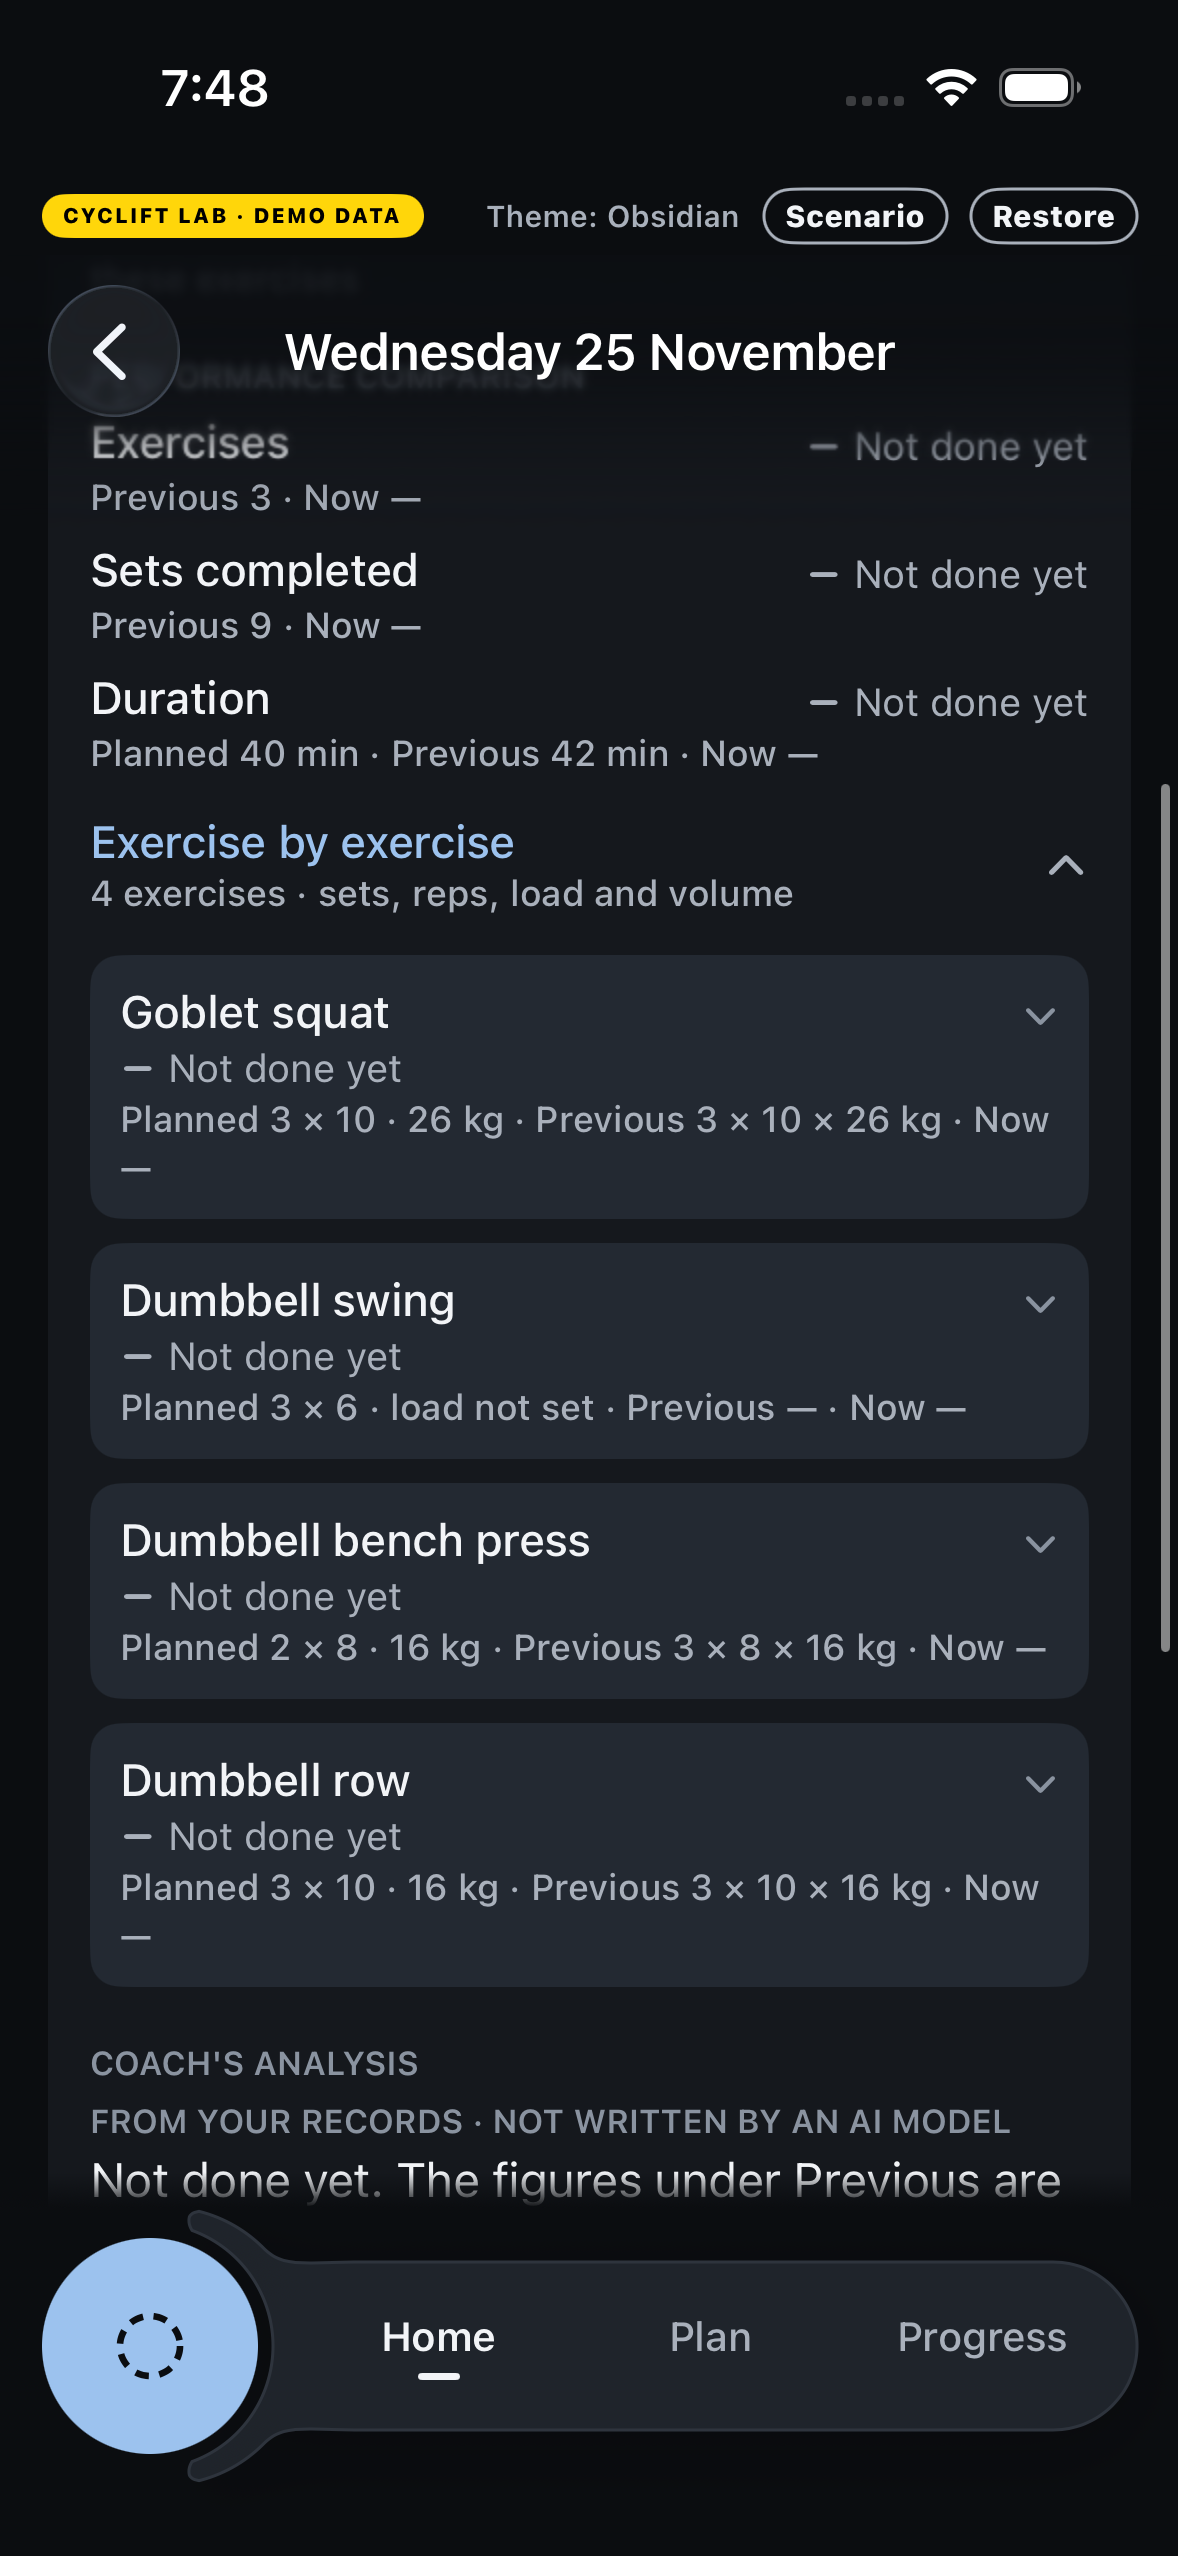 7:48
CYCLIFT LAB · DEMO DATA
Theme: Obsidian
Scenario
Restore
these exercises
Wednesday 25 November
ORMANCE COMPARISON
Exercises
— Not done yet
Previous 3 · Now —
Sets completed
— Not done yet
Previous 9 · Now —
Duration
— Not done yet
Planned 40 min · Previous 42 min · Now —
Exercise by exercise
4 exercises · sets, reps, load and volume
Goblet squat
— Not done yet
Planned 3 × 10 · 26 kg · Previous 3 × 10 × 26 kg · Now
—
Dumbbell swing
— Not done yet
Planned 3 × 6 · load not set · Previous — · Now —
Dumbbell bench press
— Not done yet
Planned 2 × 8 · 16 kg · Previous 3 × 8 × 16 kg · Now —
Dumbbell row
— Not done yet
Planned 3 × 10 · 16 kg · Previous 3 × 10 × 16 kg · Now
—
COACH'S ANALYSIS
FROM YOUR RECORDS · NOT WRITTEN BY AN AI MODEL
Not done yet. The figures under Previous are
Home
Plan
Progress